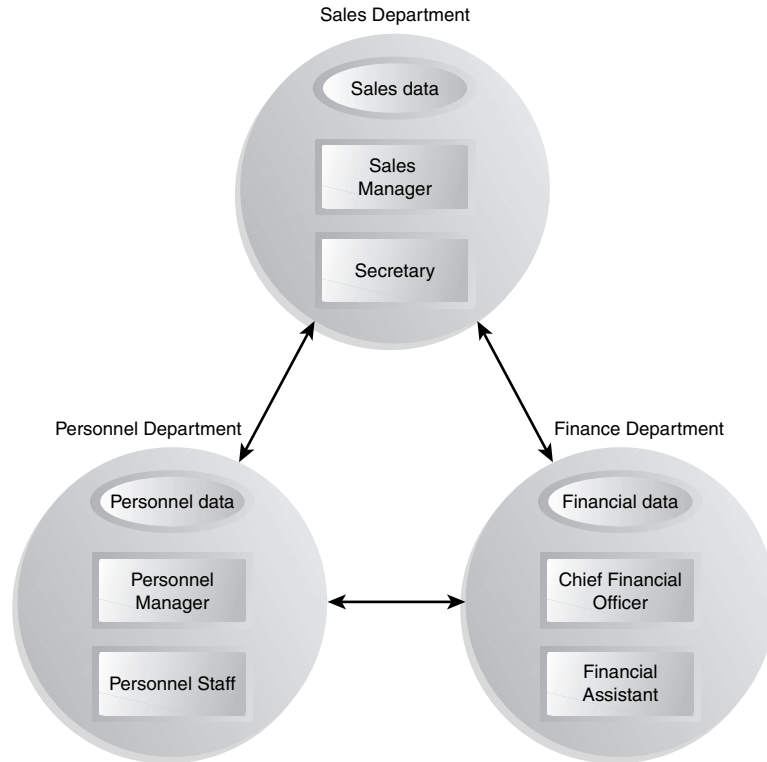 Sales Department
Sales data
Sales
Manager
Secretary
Personnel Department
Personnel data
Personnel
Manager
Personnel Staff
Finance Department
Financial data
Chief Financial
Officer
Financial
Assistant